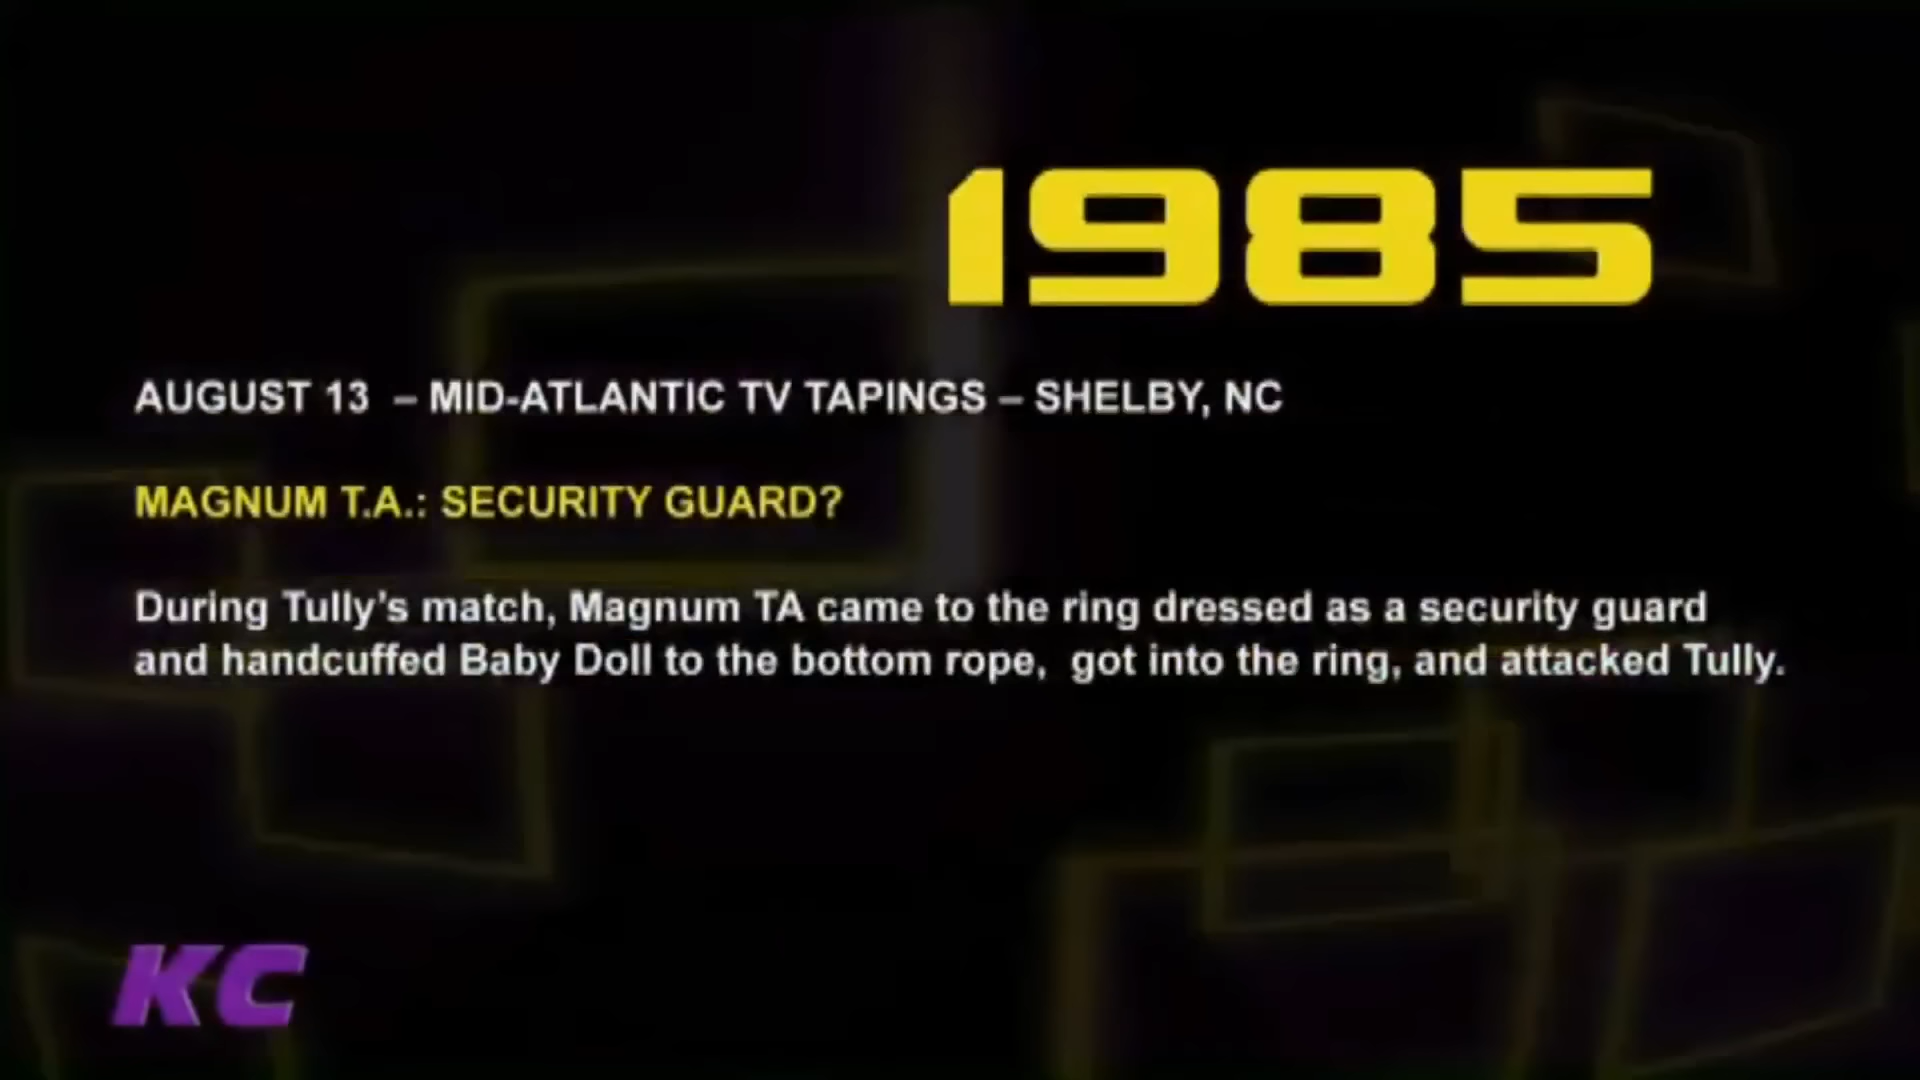 1985
AUGUST 13  – MID-ATLANTIC TV TAPINGS – SHELBY, NC
MAGNUM T.A.: SECURITY GUARD?
During Tully’s match, Magnum TA came to the ring dressed as a security guard
and handcuffed Baby Doll to the bottom rope,  got into the ring, and attacked Tully.
KC